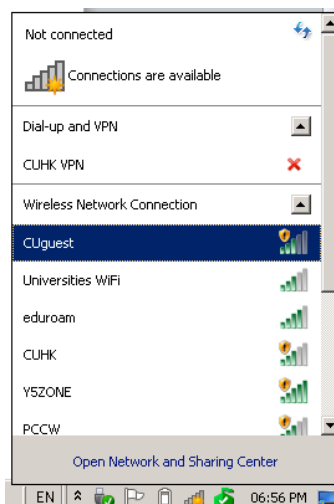 Not connected
Connections are available
Dial-up and VPN
CUHK VPN
Wireless Network Connection
CUguest
Universities WiFi
eduroam
CUHK
Y5ZONE
PCCW
Open Network and Sharing Center
EN 06:56 PM